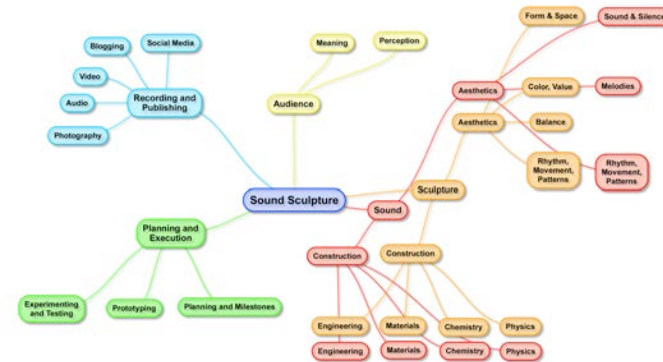 Form & Space
Sound & Silence
Social Media
Blogging
Meaning
Perception
Video
Aesthetics
Color, Value
Melodies
Audio
Recording and
Publishing
Audience
Aesthetics
Balance
Photography
Rhythm,
Movement,
Patterns
Rhythm,
Movement,
Patterns
Sculpture
Sound Sculpture
Sound
Planning and
Execution
Construction
Construction
Experimenting
and Testing
Prototyping
Planning and Milestones
Engineering
Materials
Chemistry
Physics
Engineering
Materials
Chemistry
Physics